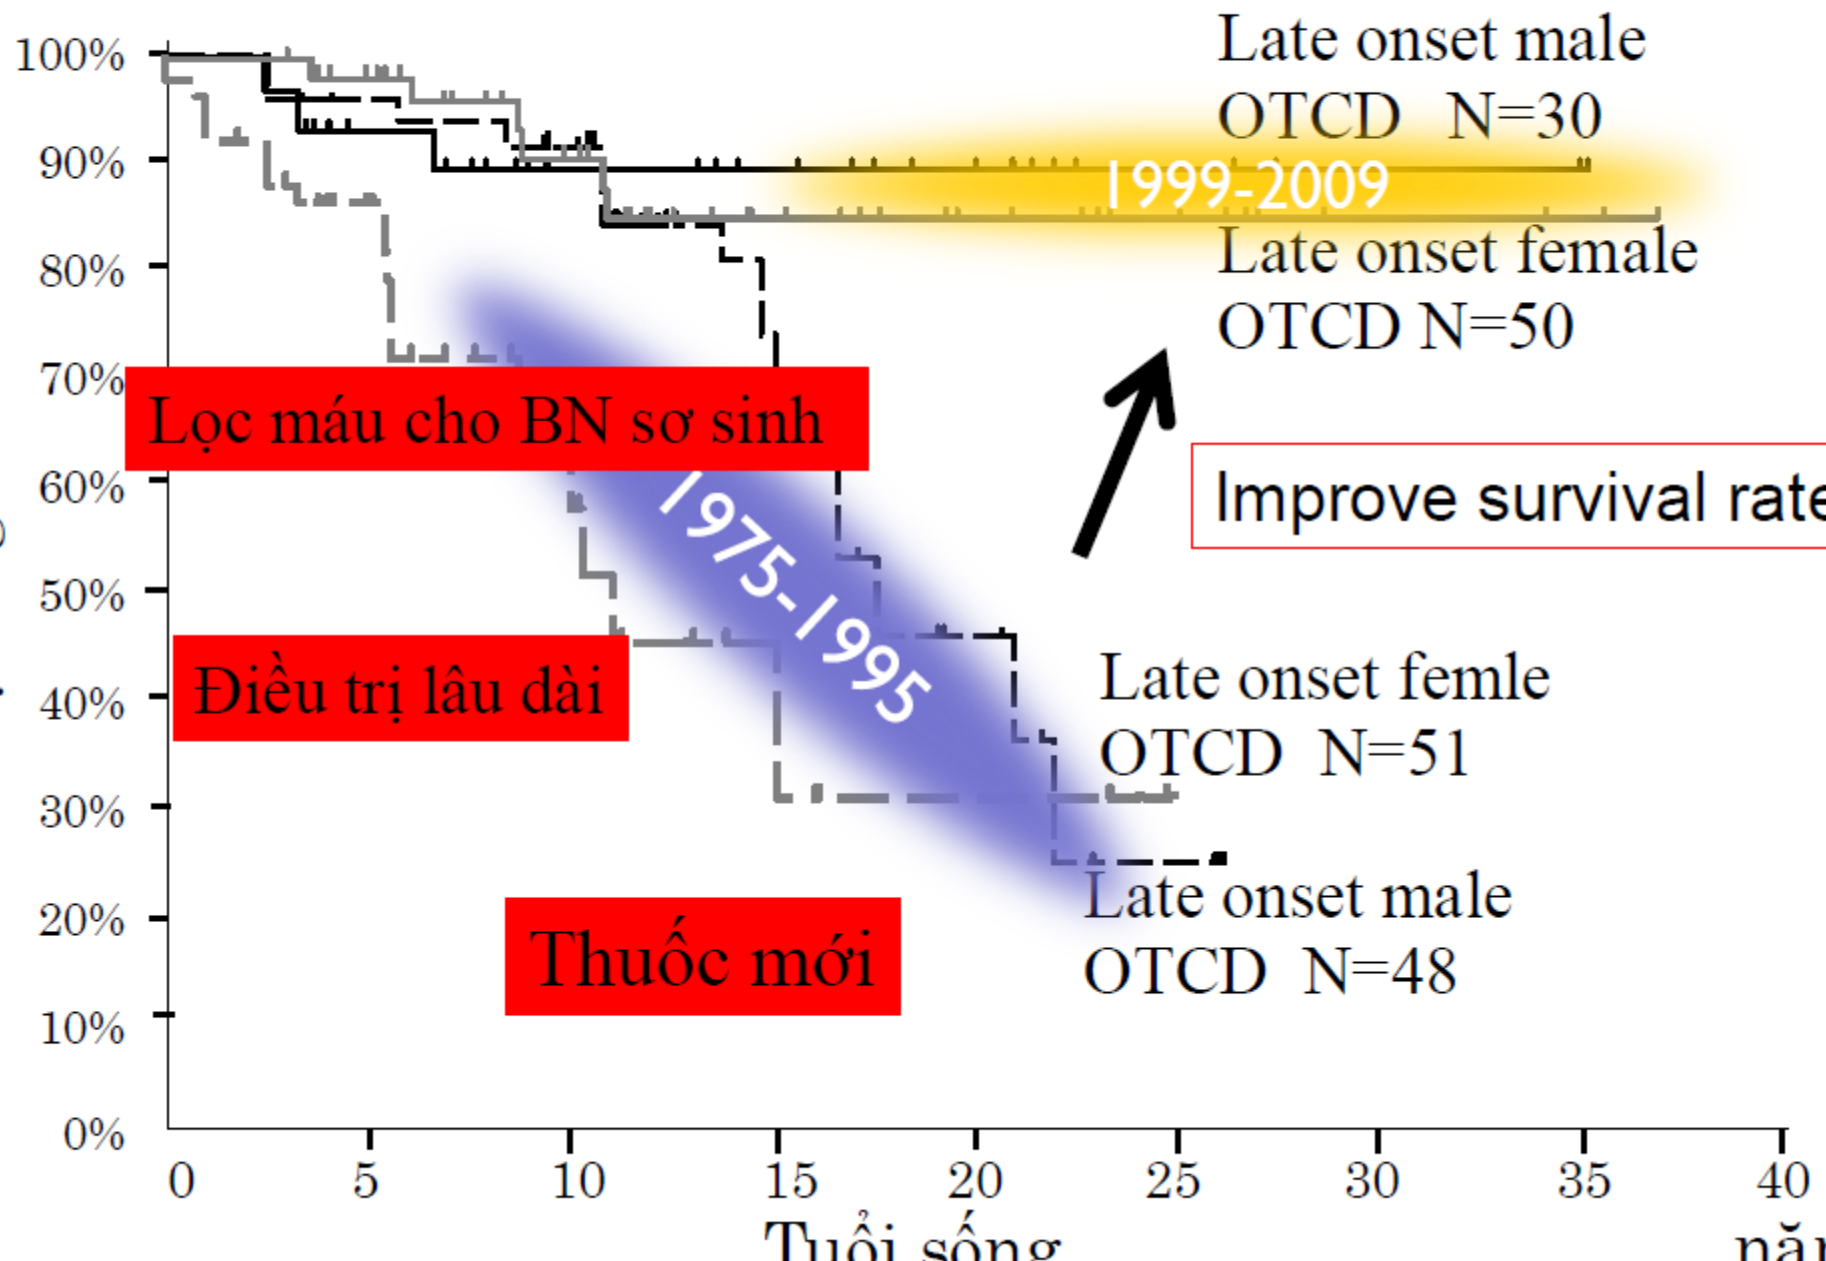 100%
90%
80%
70%
60%
50%
40%
30%
20%
10%
0%
Late onset male
OTCD N=30
1999-2009
Late onset female
OTCD N=50
Lọc máu cho BN sơ sinh
Improve survival rate
1975-1995
Điều trị lâu dài
Late onset femle
OTCD N=51
Late onset male
OTCD N=48
Thuốc mới
0 5 10 15 20 25 30 35 40
Tuổi sống